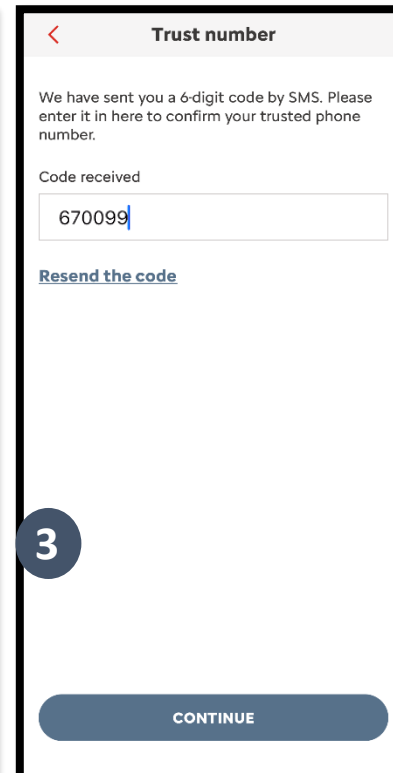 Trust number
We have sent you a 6-digit code by SMS. Please
enter it in here to confirm your trusted phone
number.
Code received
670099
Resend the code
3
CONTINUE